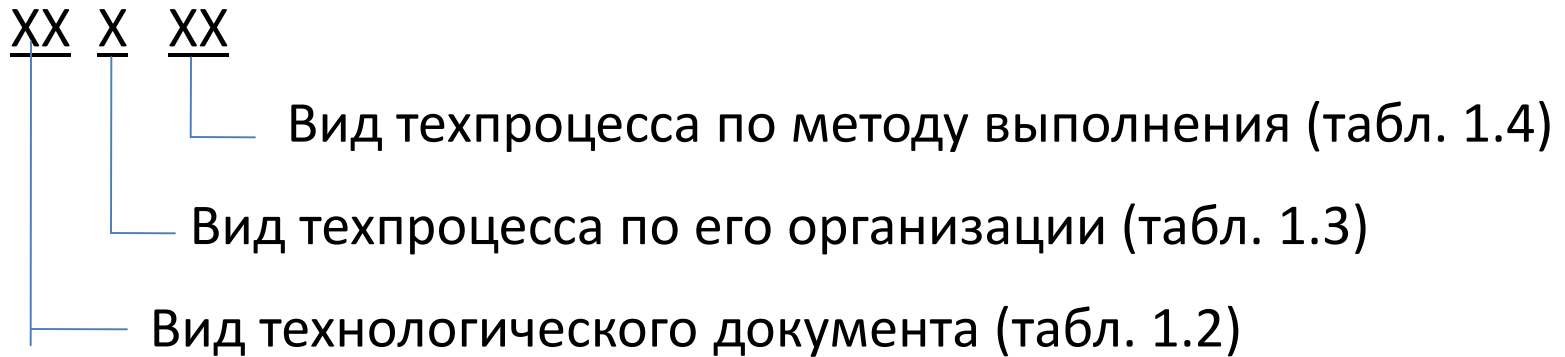 XX X XX
Вид техпроцесса по методу выполнения (табл. 1.4)
Вид техпроцесса по его организации (табл. 1.3)
Вид технологического документа (табл. 1.2)